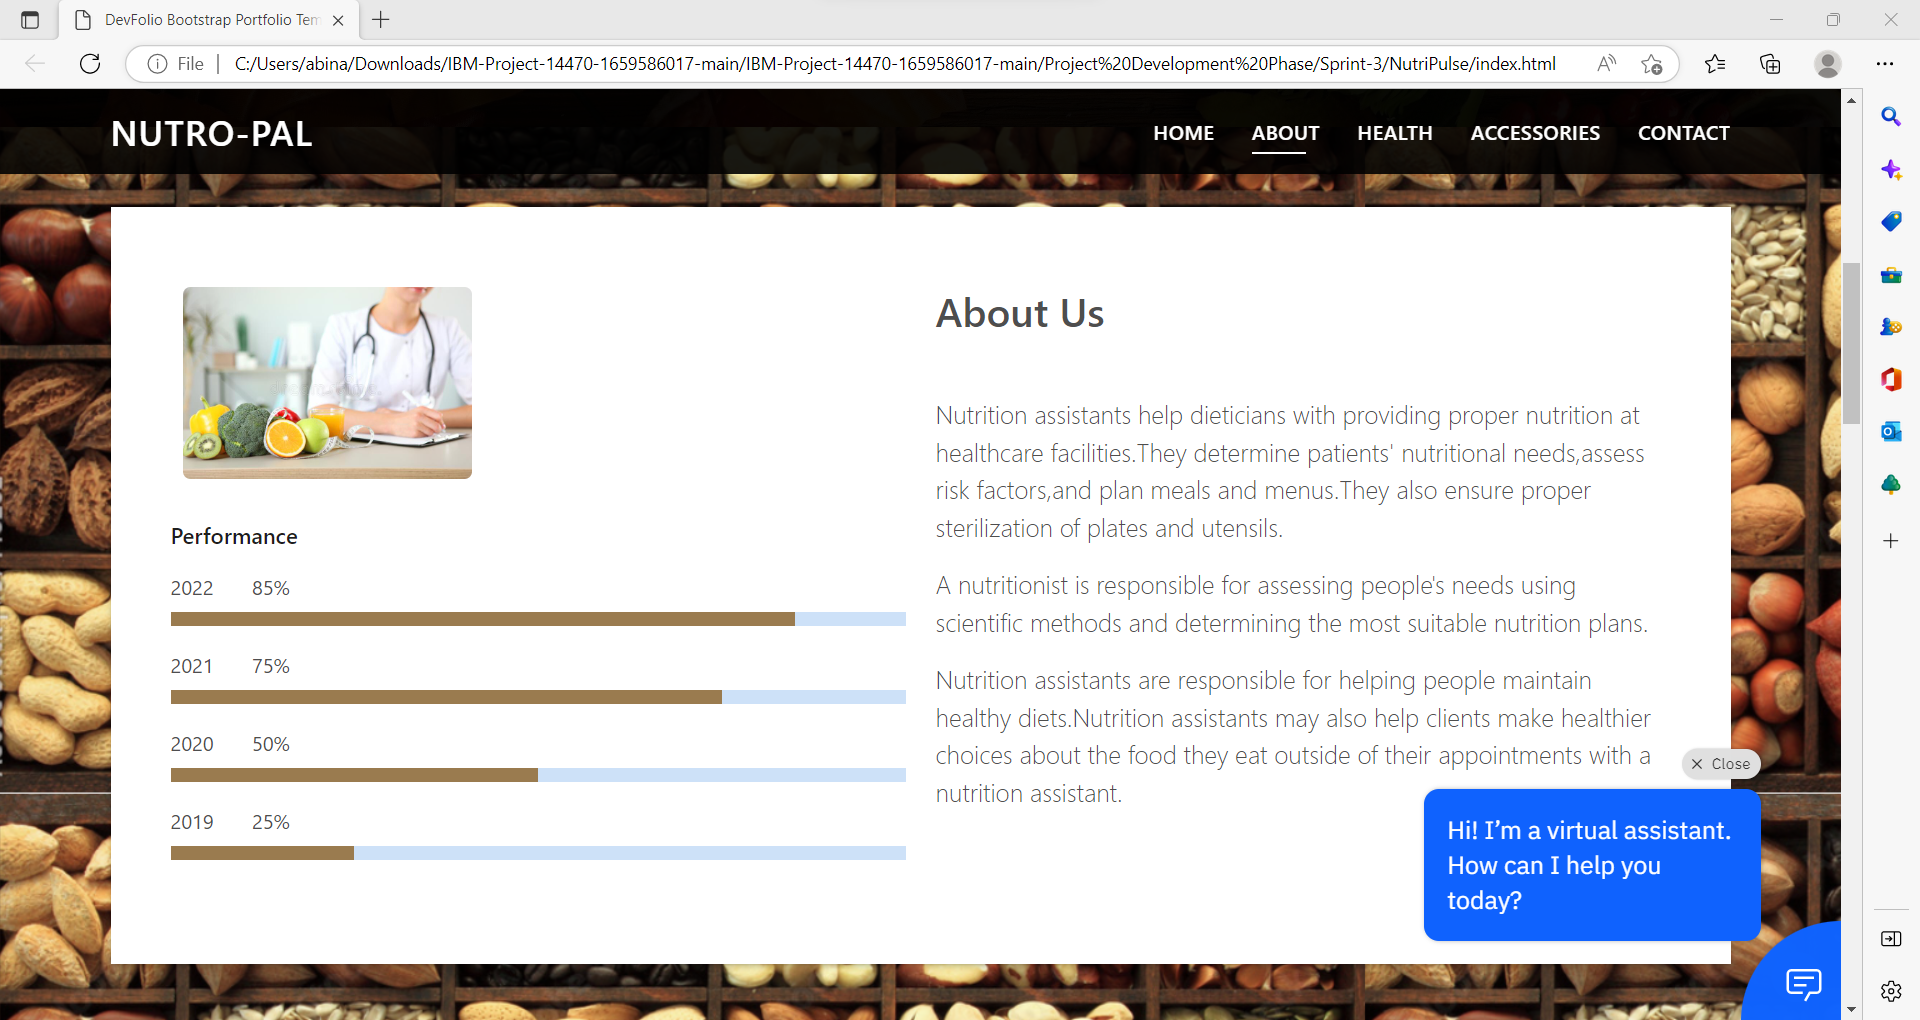 DevFolio Bootstrap Portfolio Tem
File
C:/Users/abina/Downloads/IBM-Project-14470-1659586017-main/IBM-Project-14470-1659586017-main/Project%20Development%20Phase/Sprint-3/NutriPulse/index.html
NUTRO-PAL
HOME ABOUT HEALTH ACCESSORIES CONTACT
Performance
2022 85%
2021 75%
2020 50%
2019 25%
About Us
Nutrition assistants help dieticians with providing proper nutrition at
healthcare facilities.They determine patients' nutritional needs,assess
risk factors,and plan meals and menus.They also ensure proper
sterilization of plates and utensils.
A nutritionist is responsible for assessing people's needs using
scientific methods and determining the most suitable nutrition plans.
Nutrition assistants are responsible for helping people maintain
healthy diets.Nutrition assistants may also help clients make healthier
choices about the food they eat outside of their appointments with a
nutrition assistant.
Close
Hi! I’m a virtual assistant.
How can I help you
today?